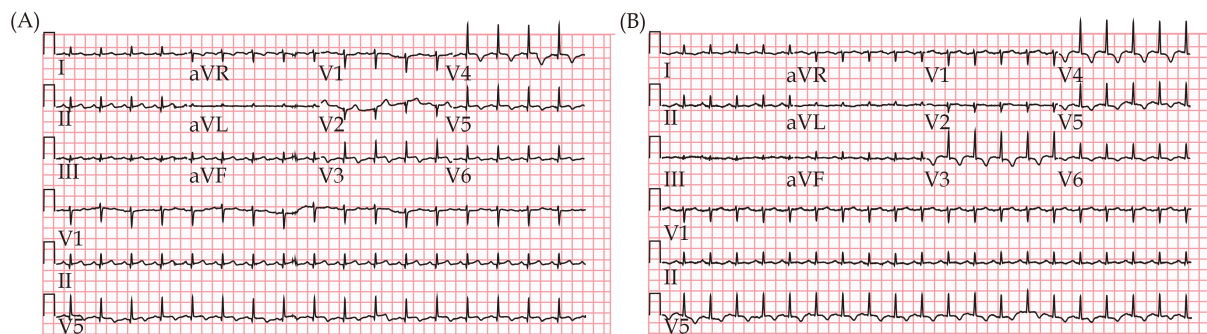 (A)
I aVR V1 V4
II aVL V2 V5
III aVF V3 V6
V1
II
V5
(B)
I aVR V1 V4
II aVL V2 V5
III aVF V3 V6
V1
II
V5